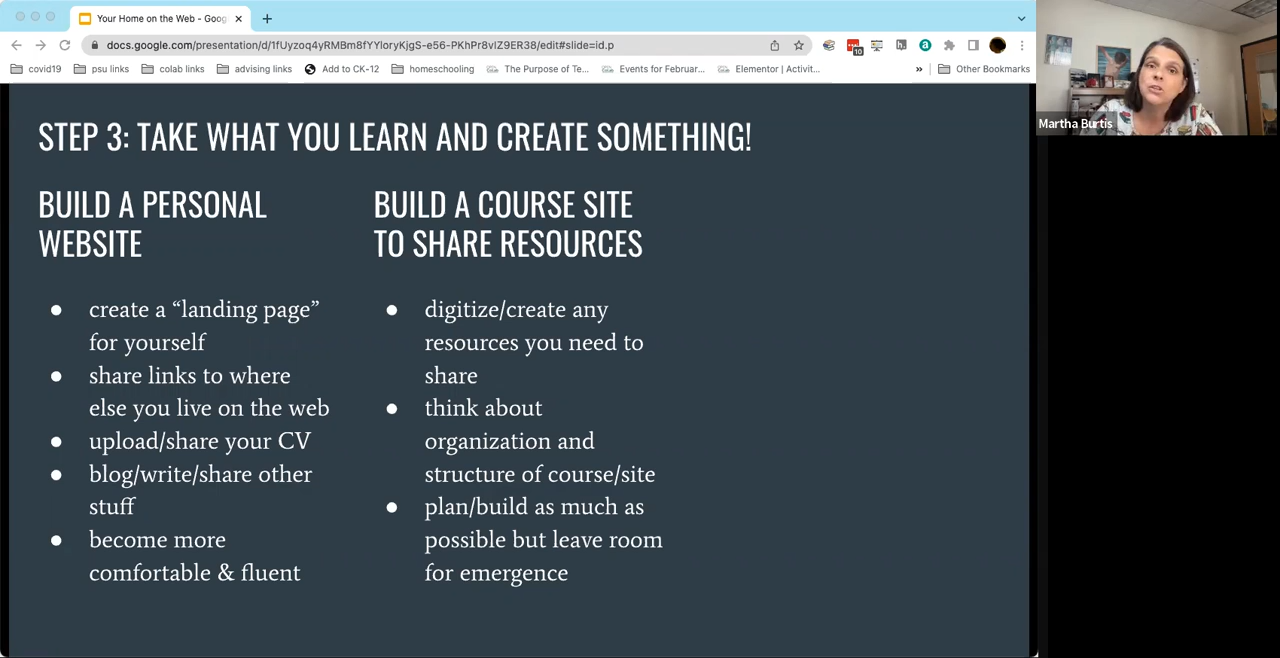 Your Home on the Web - Goog
docs.google.com/presentation/d/1fUyzoq4yRMBm8fYYloryKjgS-e56-PKhPr8vIZ9ER38/edit#slide=id.p
10
covid19
psu links
colab links
advising links
Add to CK-12
homeschooling
The Purpose of Te...
Events for Februar...
Elementor | Activit...
Other Bookmarks
Martha Burtis
STEP 3: TAKE WHAT YOU LEARN AND CREATE SOMETHING!
BUILD A PERSONAL
WEBSITE
● create a “landing page”
for yourself
● share links to where
else you live on the web
● upload/share your CV
● blog/write/share other
stuff
● become more
comfortable & fluent
BUILD A COURSE SITE
TO SHARE RESOURCES
● digitize/create any
resources you need to
share
● think about
organization and
structure of course/site
● plan/build as much as
possible but leave room
for emergence